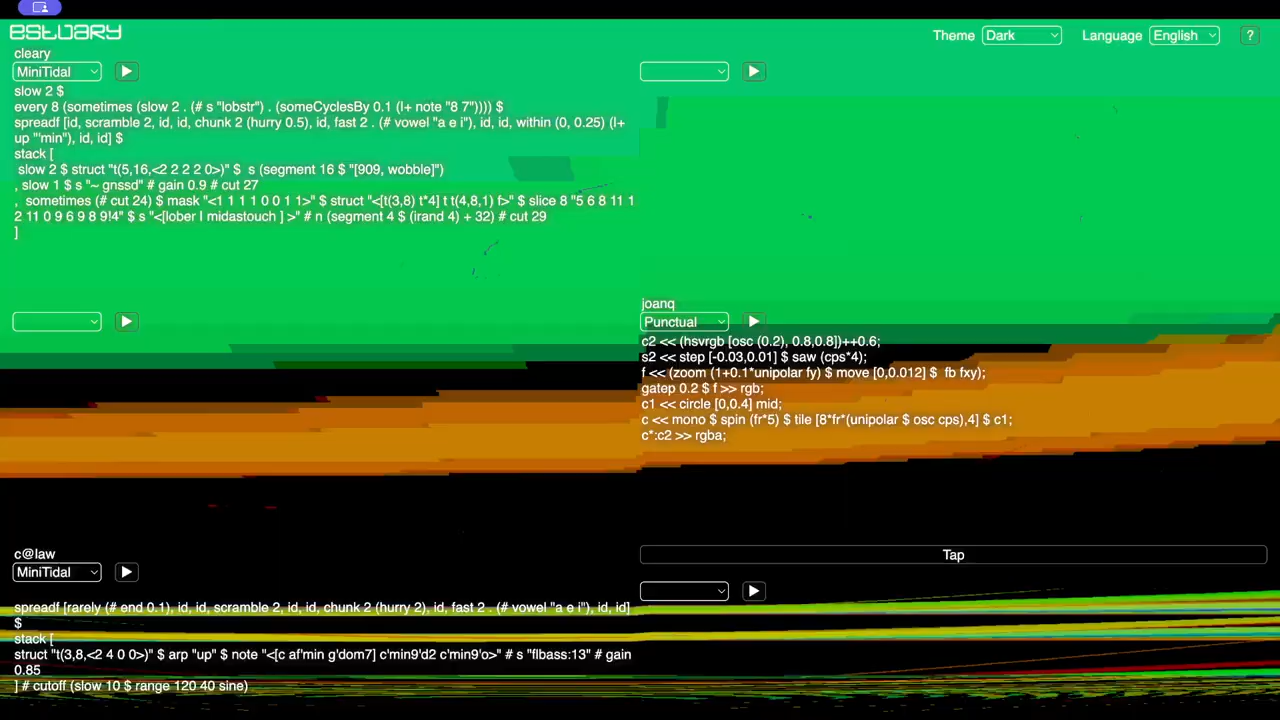 estuary
Theme Dark Language English ?
cleary
MiniTidal
slow 2 $
every 8 (sometimes (slow 2 . (# s "lobstr") . (someCyclesBy 0.1 (|+ note "8 7")))) $
spreadf [id, scramble 2, id, id, chunk 2 (hurry 0.5), id, fast 2 . (# vowel "a e i"), id, id, within (0, 0.25) (|+
up "'min"), id, id] $
stack [
slow 2 $ struct "t(5,16,<2 2 2 2 0>)" $ s (segment 16 $ "[909, wobble]")
, slow 1 $ s "~ gnssd" # gain 0.9 # cut 27
, sometimes (# cut 24) $ mask "<1 1 1 1 0 0 1 1>" $ struct "<[t(3,8) t*4] t t(4,8,1) f>" $ slice 8 "5 6 8 11 1
2 11 0 9 6 9 8 9!4" $ s "<[lober | midastouch ] >" # n (segment 4 $ (irand 4) + 32) # cut 29
]
joanq
Punctual
c2 << (hsvrgb [osc (0.2), 0.8,0.8])++0.6;
s2 << step [-0.03,0.01] $ saw (cps*4);
f << (zoom (1+0.1*unipolar fy) $ move [0,0.012] $ fb fxy);
gatep 0.2 $ f >> rgb;
c1 << circle [0,0.4] mid;
c << mono $ spin (fr*5) $ tile [8*fr*(unipolar $ osc cps),4] $ c1;
c*:c2 >> rgba;
c@law
MiniTidal
Tap
spreadf [rarely (# end 0.1), id, id, scramble 2, id, id, chunk 2 (hurry 2), id, fast 2 . (# vowel "a e i"), id, id]
$
stack [
struct "t(3,8,<2 4 0 0>)" $ arp "up" $ note "<[c af'min g'dom7] c'min9'd2 c'min9'o>" # s "flbass:13" # gain
0.85
] # cutoff (slow 10 $ range 120 40 sine)